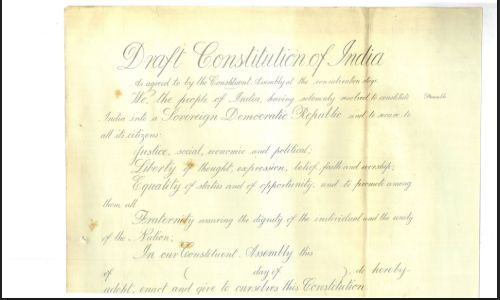 Draft Constitution of India
As agreed to by the Constituent Assembly at the consideration stage
We, the people of India, having solemnly resolved to constitute
Preamble
India into a Sovereign Democratic Republic and to secure to
all its citizens:
Justice, social, economic and political;
Liberty of thought, expression, belief, faith and worship;
Equality of status and of opportunity, and to promote among
them all
Fraternity assuring the dignity of the individual and the unity
of the Nation;
In our Constituent Assembly this
of ( day of ), do hereby
adopt, enact and give to ourselves this Constitution